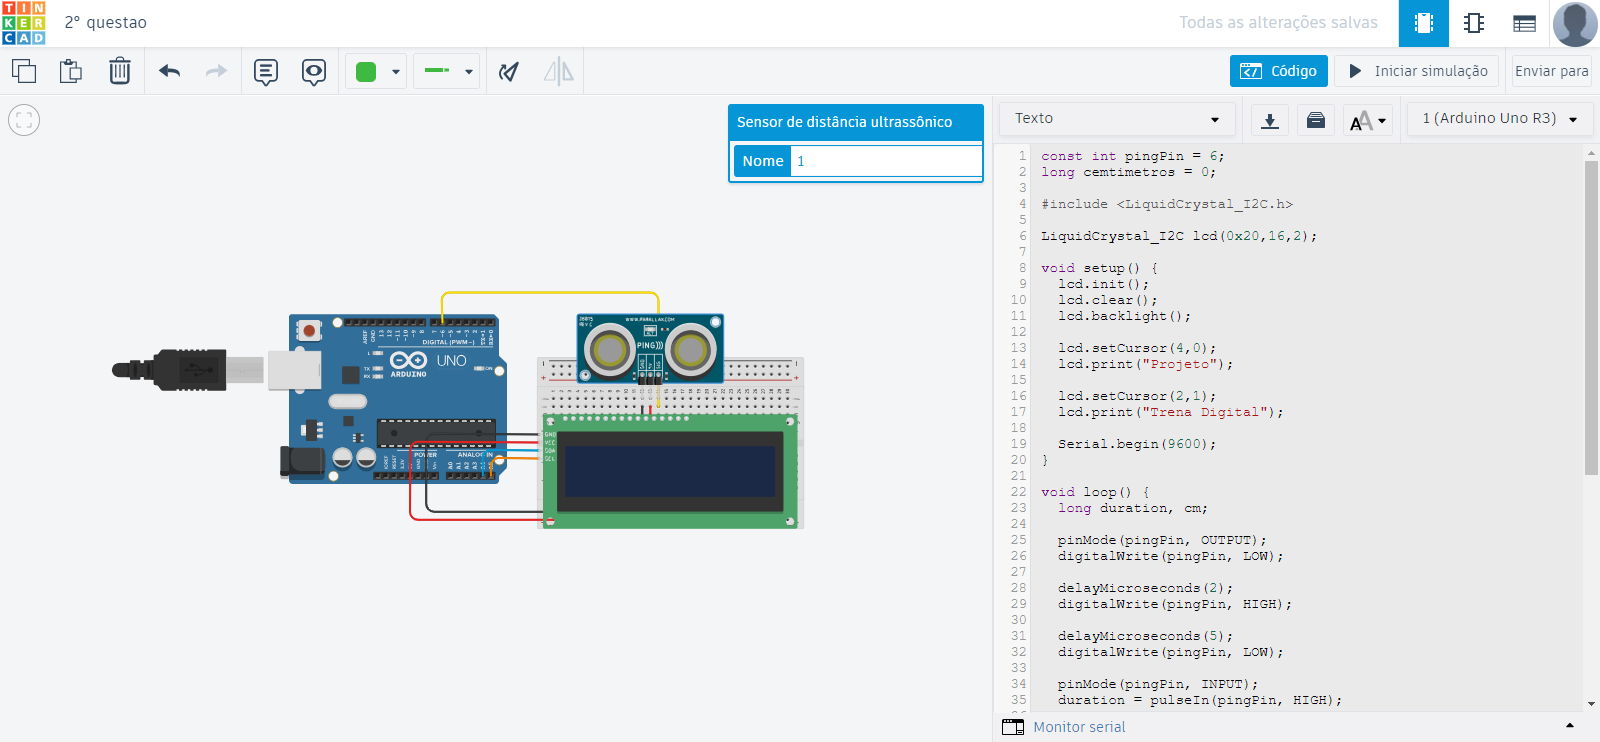 TIN
KER
CAD
2° questao
Todas as alterações salvas
Código
Iniciar simulação
Enviar para
Sensor de distância ultrassônico
Nome
1
Texto
1 (Arduino Uno R3)
1 const int pingPin = 6;
2 long cemtimetros = 0;
3
4 #include <LiquidCrystal_I2C.h>
5
6 LiquidCrystal_I2C lcd(0x20,16,2);
7
8 void setup() {
9 lcd.init();
10 lcd.clear();
11 lcd.backlight();
12
13 lcd.setCursor(4,0);
14 lcd.print("Projeto");
15
16 lcd.setCursor(2,1);
17 lcd.print("Trena Digital");
18
19 Serial.begin(9600);
20 }
21
22 void loop() {
23 long duration, cm;
24
25 pinMode(pingPin, OUTPUT);
26 digitalWrite(pingPin, LOW);
27
28 delayMicroseconds(2);
29 digitalWrite(pingPin, HIGH);
30
31 delayMicroseconds(5);
32 digitalWrite(pingPin, LOW);
33
34 pinMode(pingPin, INPUT);
35 duration = pulseIn(pingPin, HIGH);
Monitor serial
WWW.PARALLAX.COM
PING)))
DIGITAL (PWM~)
UNO
ARDUINO
POWER
ANALOG IN
GND
VCC
SDA
SCL